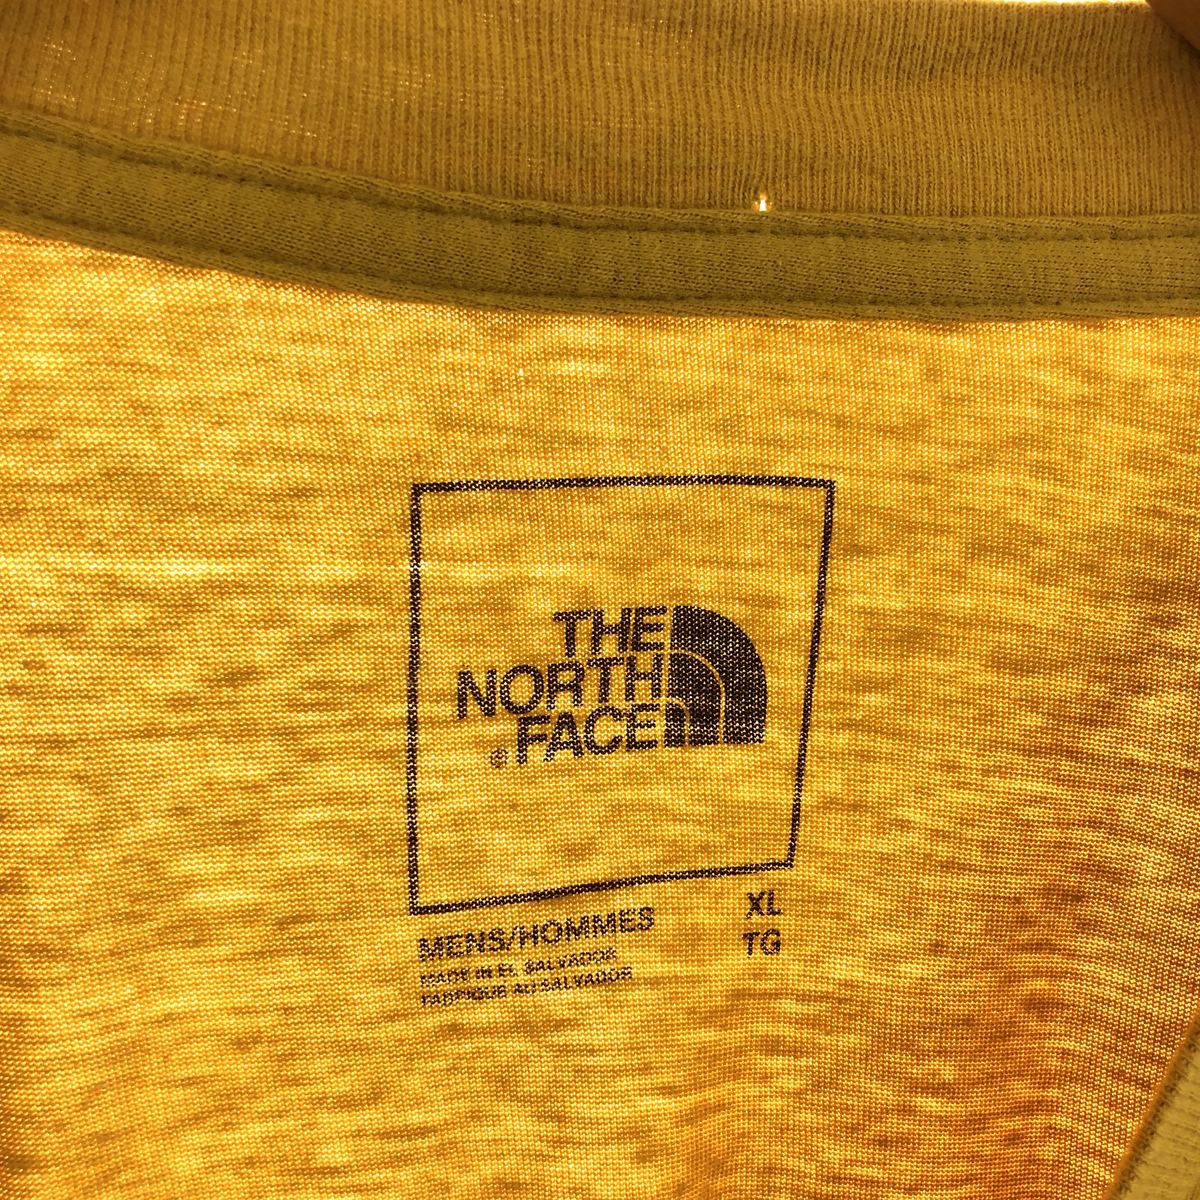 THE
NORTH
® FACE
MENS/HOMMES XL
TG
MADE IN EL SALVADOR
FABRIQUE AU SALVADOR